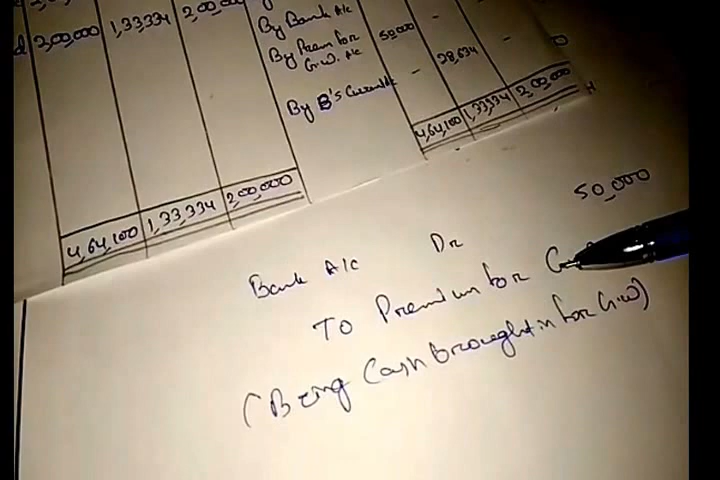 3,00,000 1,33,334 2,00,000
By Bank A/c -
By Prem for 50,000 -
G.W. A/c
By B's Current A/c - 28,634 -
4,64,100 1,33,334 2,00,000
4,64,100 1,33,334 2,00,000
50,000
Bank A/c Dr
To Premium for
(Being Cash brought in for G.W)